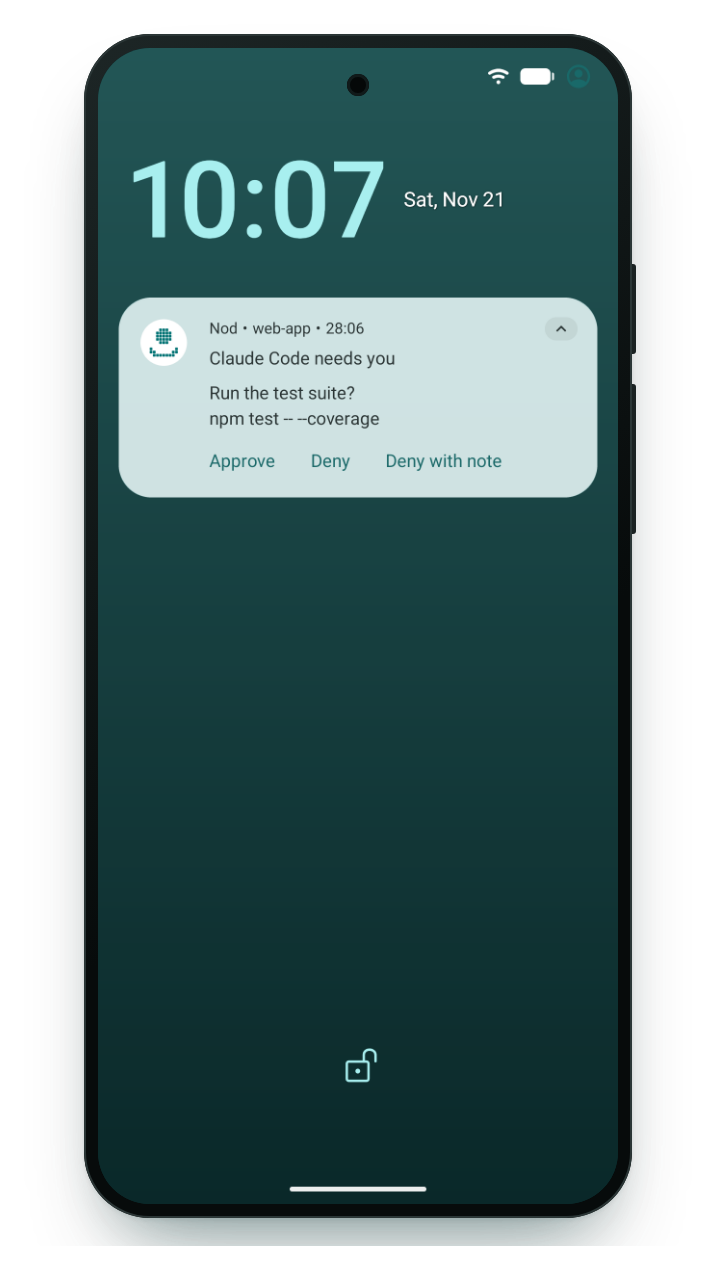 10:07
Sat, Nov 21
Nod • web-app • 28:06
Claude Code needs you
Run the test suite?
npm test -- --coverage
Approve Deny Deny with note